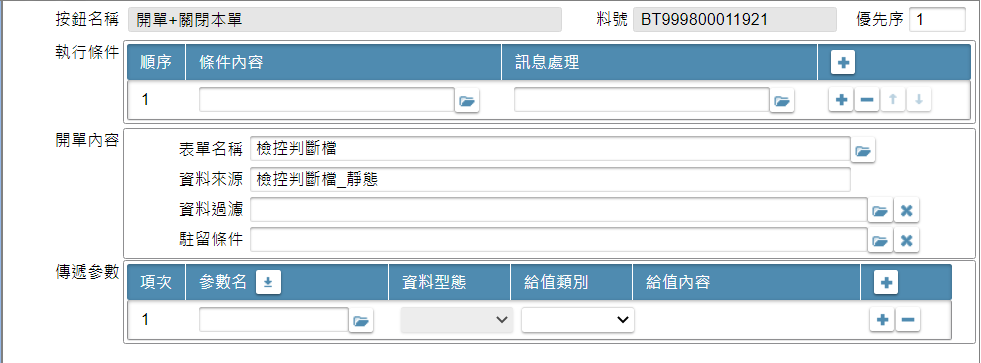 按鈕名稱 開單+關閉本單 料號 BT999800011921 優先序 1
執行條件 順序 條件內容 訊息處理
1
開單內容
表單名稱 檢控判斷檔
資料來源 檢控判斷檔_靜態
資料過濾
駐留條件
傳遞參數 項次 參數名 資料型態 給值類別 給值內容
1